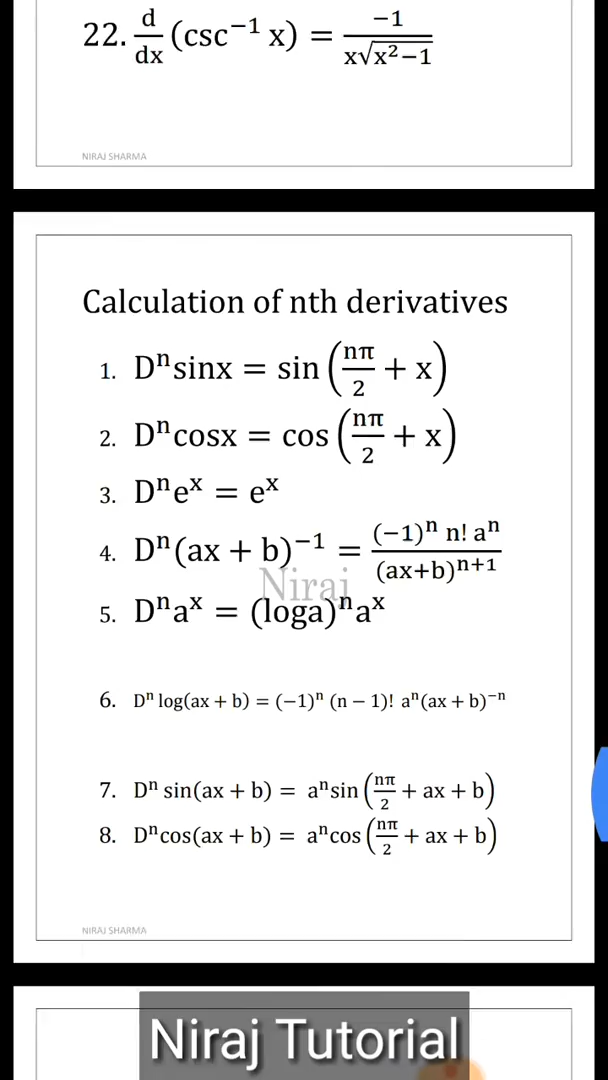 22. d/dx (csc⁻¹ x) = −1/(x√(x²−1))
NIRAJ SHARMA
Calculation of nth derivatives
1. Dⁿsinx = sin (nπ/2 + x)
2. Dⁿcosx = cos (nπ/2 + x)
3. Dⁿeˣ = eˣ
4. Dⁿ(ax + b)⁻¹ = (−1)ⁿ n! aⁿ/(ax+b)ⁿ⁺¹
Niraj
5. Dⁿaˣ = (loga)ⁿaˣ
6. Dⁿ log(ax + b) = (−1)ⁿ (n − 1)! aⁿ(ax + b)⁻ⁿ
7. Dⁿ sin(ax + b) = aⁿsin (nπ/2 + ax + b)
8. Dⁿcos(ax + b) = aⁿcos (nπ/2 + ax + b)
NIRAJ SHARMA
Niraj Tutorial